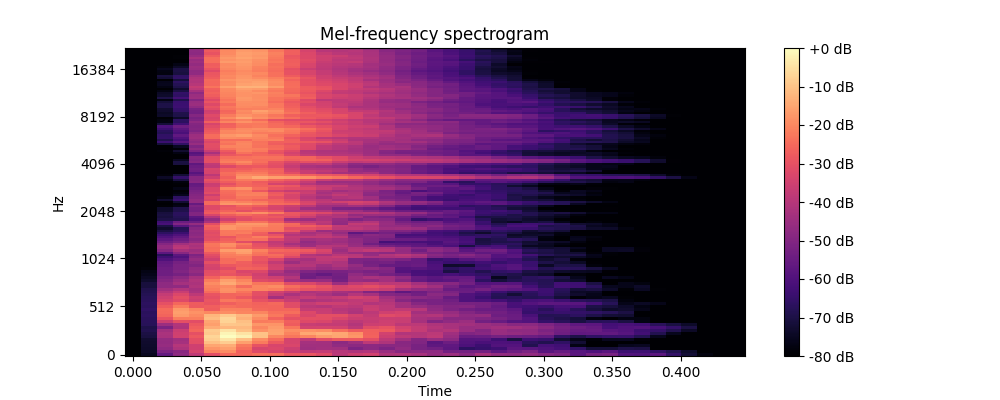 Mel-frequency spectrogram
Hz
16384
8192
4096
2048
1024
512
0
0.000 0.050 0.100 0.150 0.200 0.250 0.300 0.350 0.400
Time
+0 dB
-10 dB
-20 dB
-30 dB
-40 dB
-50 dB
-60 dB
-70 dB
-80 dB